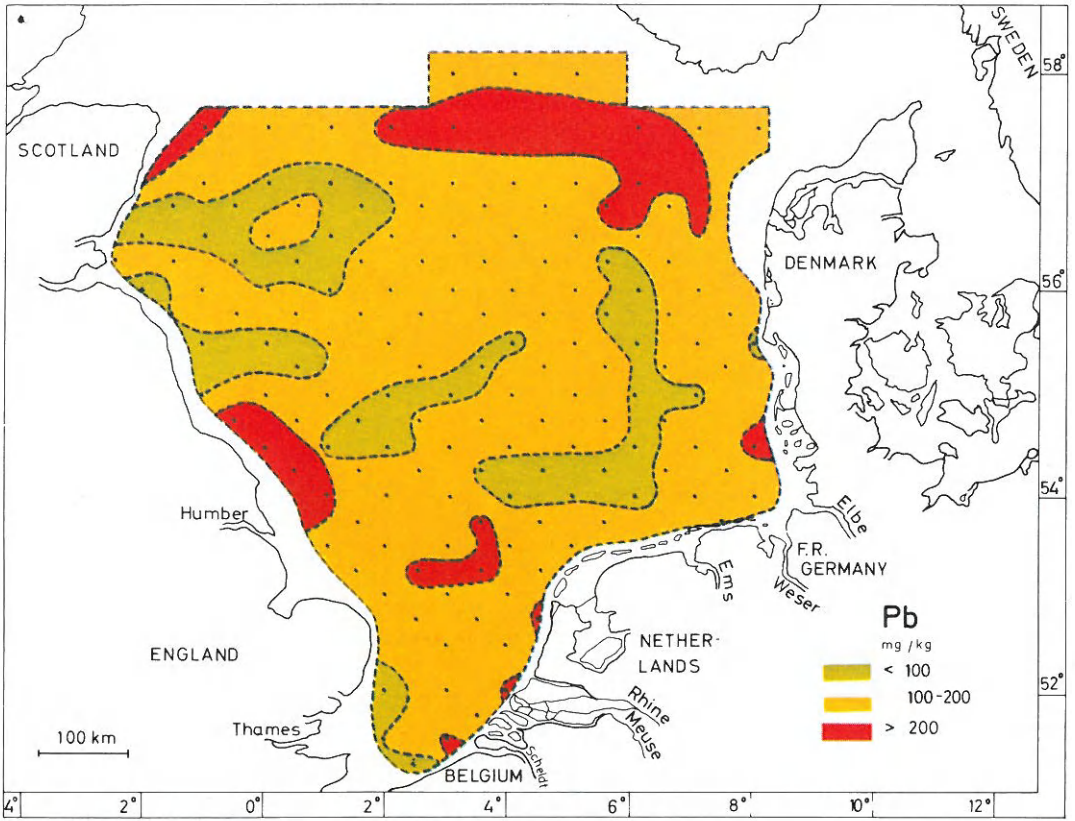 SWEDEN
58°
SCOTLAND
DENMARK
56°
54°
Humber
Elbe
F.R.
GERMANY
Ems
Weser
Pb
mg/kg
< 100
100-200
> 200
ENGLAND
NETHER-
LANDS
52°
Rhine
Meuse
Thames
100 km
Scheldt
BELGIUM
4° 2° 0° 2° 4° 6° 8° 10° 12°